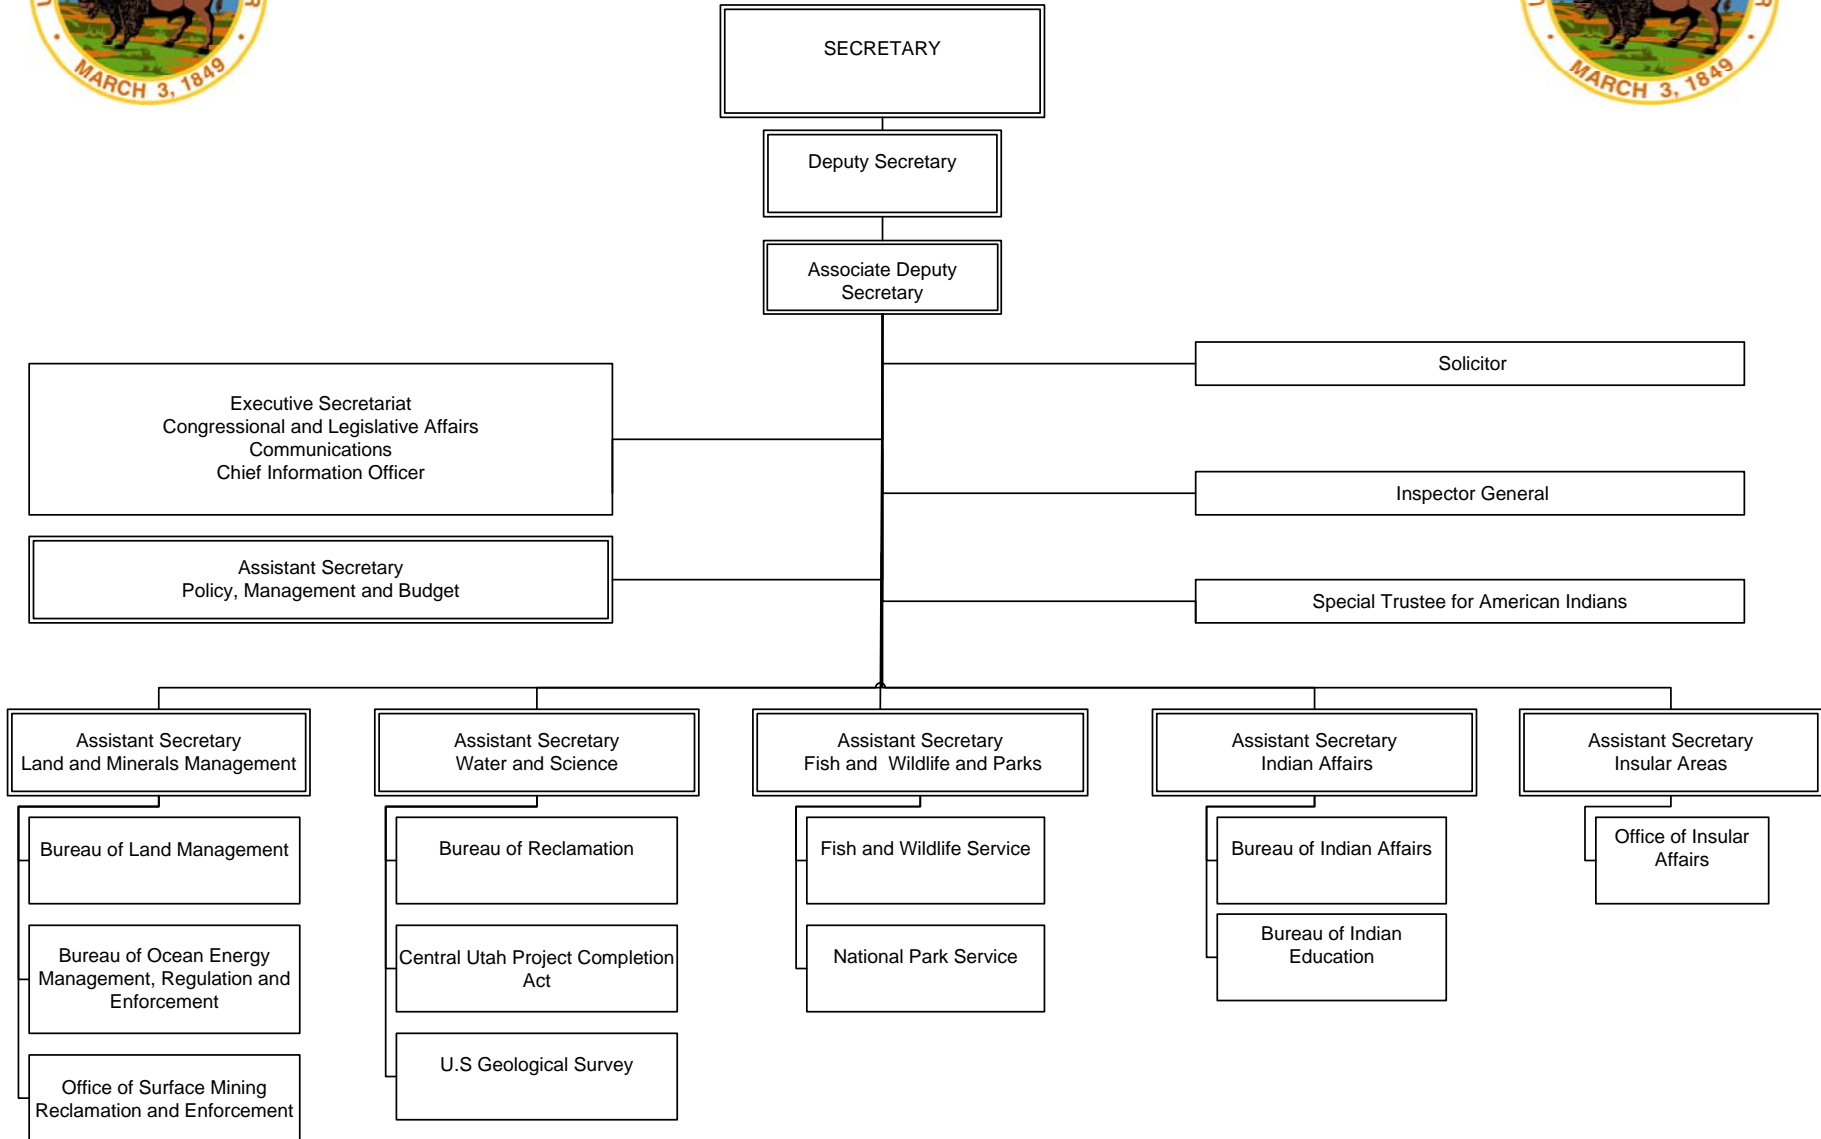 MARCH 3, 1849
MARCH 3, 1849
SECRETARY
Deputy Secretary
Associate Deputy
Secretary
Executive Secretariat
Congressional and Legislative Affairs
Communications
Chief Information Officer
Solicitor
Inspector General
Assistant Secretary
Policy, Management and Budget
Special Trustee for American Indians
Assistant Secretary
Land and Minerals Management
Bureau of Land Management
Bureau of Ocean Energy
Management, Regulation and
Enforcement
Office of Surface Mining
Reclamation and Enforcement
Assistant Secretary
Water and Science
Bureau of Reclamation
Central Utah Project Completion
Act
U.S Geological Survey
Assistant Secretary
Fish and  Wildlife and Parks
Fish and Wildlife Service
National Park Service
Assistant Secretary
Indian Affairs
Bureau of Indian Affairs
Bureau of Indian
Education
Assistant Secretary
Insular Areas
Office of Insular
Affairs